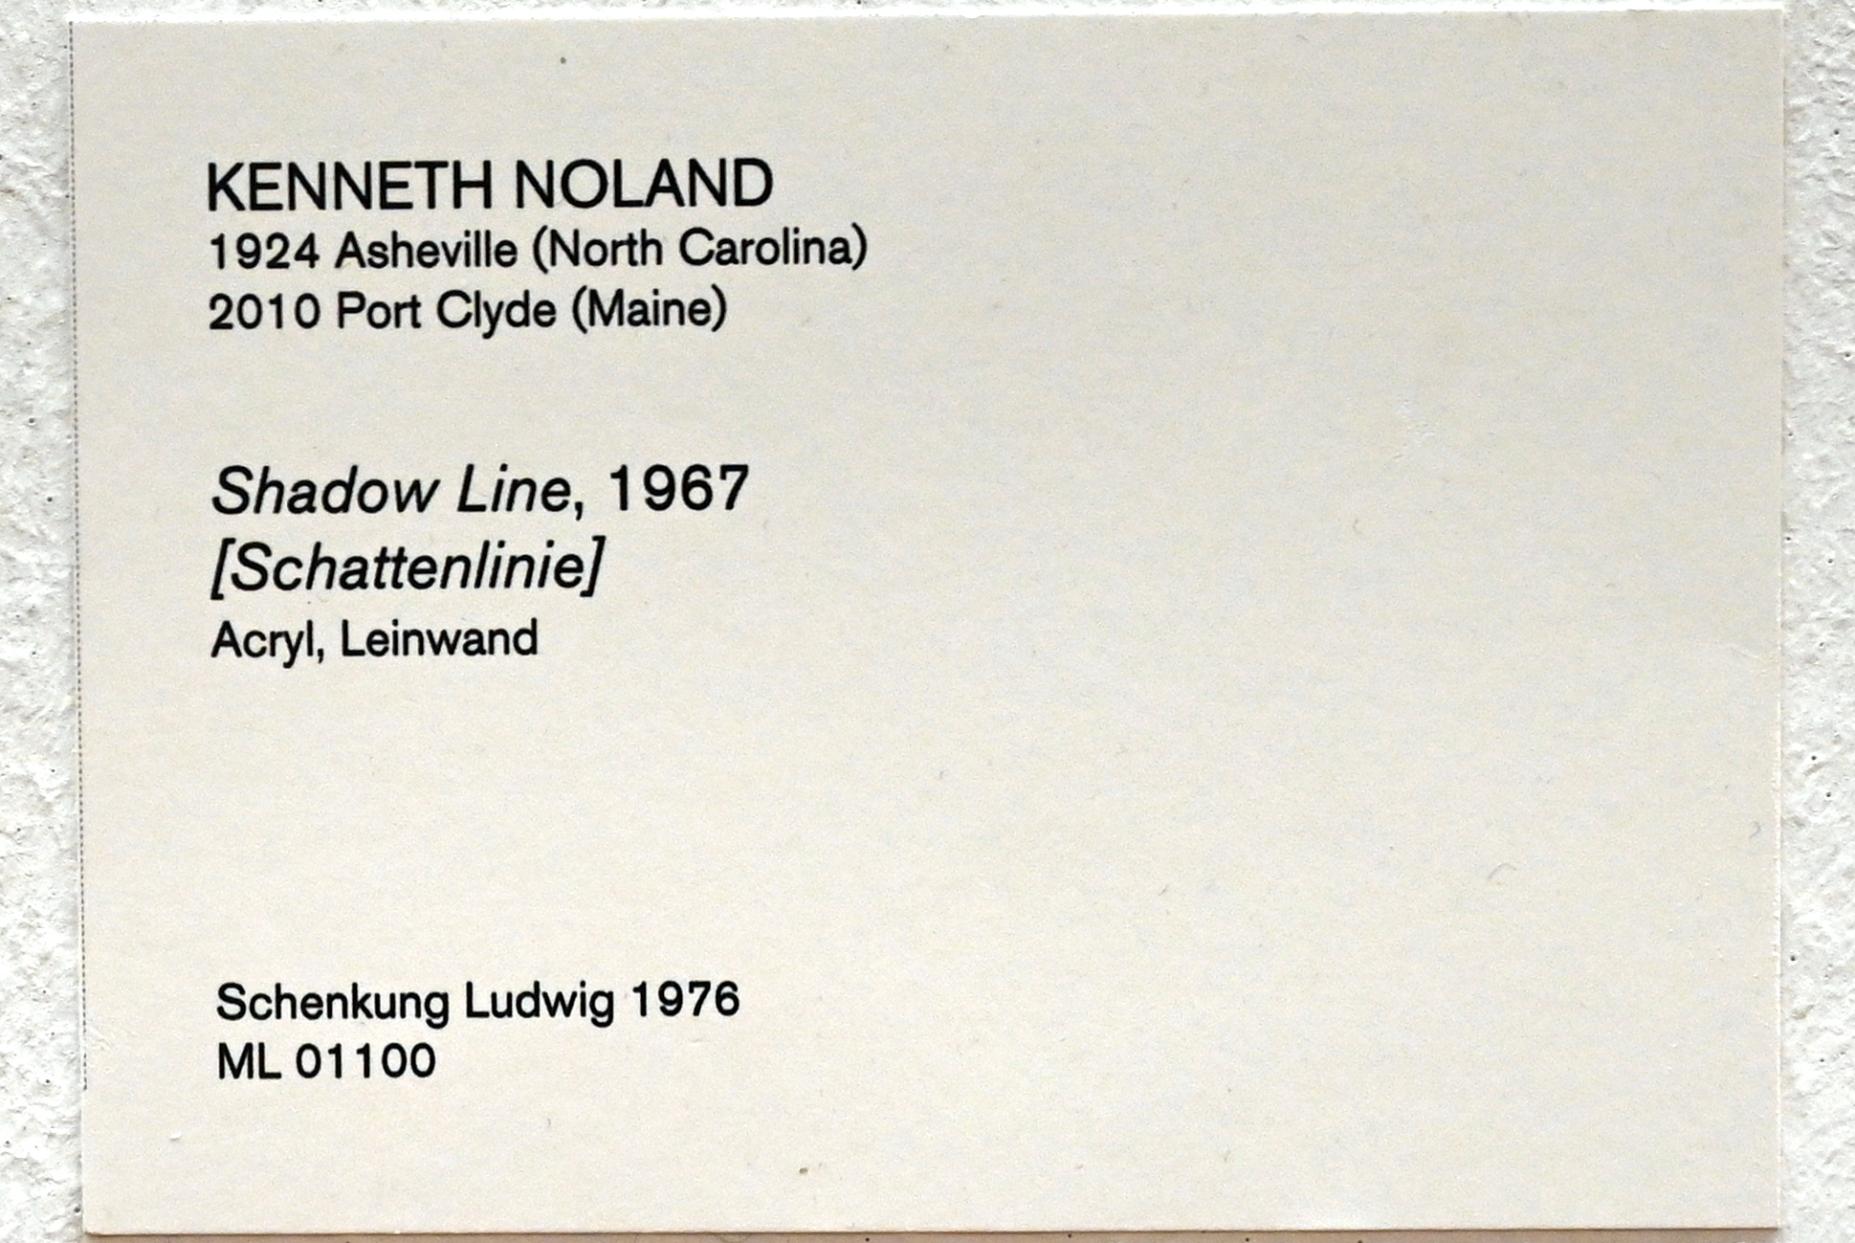 KENNETH NOLAND
1924 Asheville (North Carolina)
2010 Port Clyde (Maine)
Shadow Line, 1967
[Schattenlinie]
Acryl, Leinwand
Schenkung Ludwig 1976
ML 01100